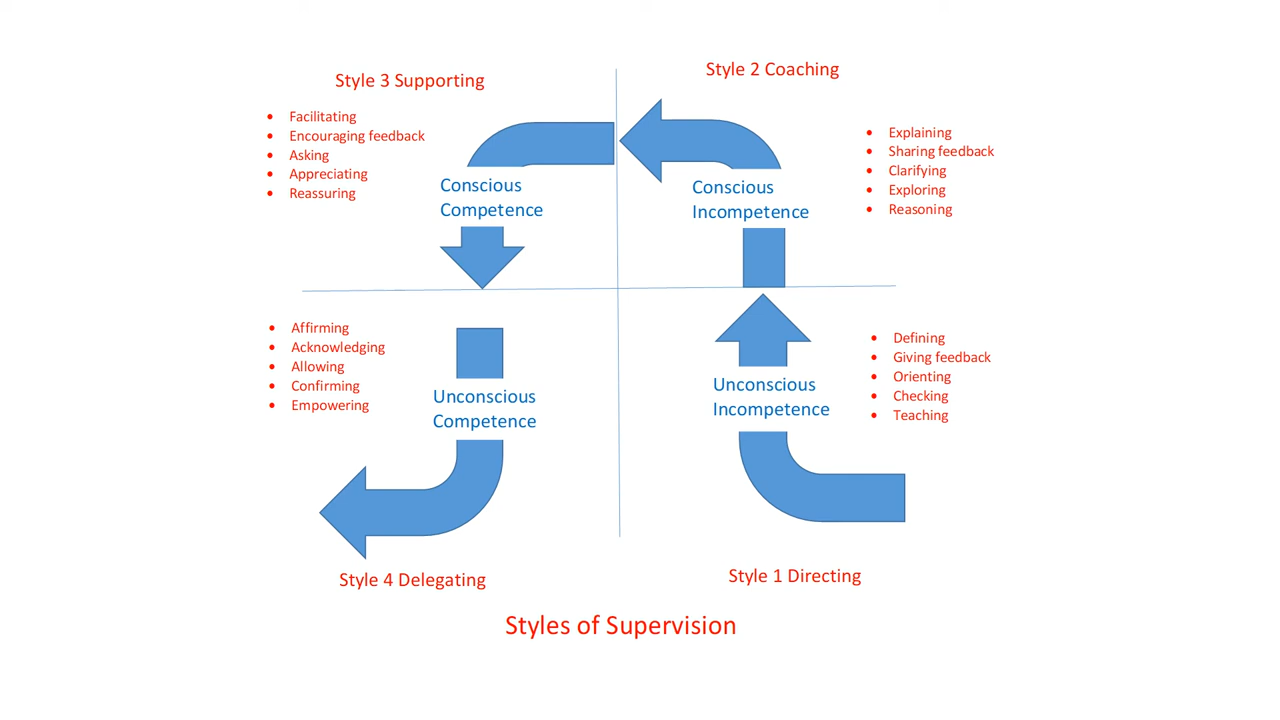 Style 3 Supporting
• Facilitating
• Encouraging feedback
• Asking
• Appreciating
• Reassuring
Conscious
Competence
Style 2 Coaching
• Explaining
• Sharing feedback
• Clarifying
• Exploring
• Reasoning
Conscious
Incompetence
• Affirming
• Acknowledging
• Allowing
• Confirming
• Empowering
Unconscious
Competence
Style 4 Delegating
• Defining
• Giving feedback
• Orienting
• Checking
• Teaching
Unconscious
Incompetence
Style 1 Directing
Styles of Supervision